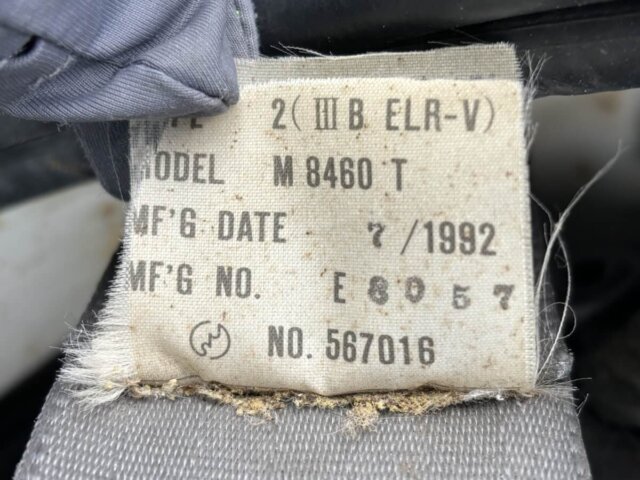 2(ⅢB ELR-V)
MODEL M 8460 T
MF'G DATE 7 / 1992
MF'G NO. E 8057
NO. 567016